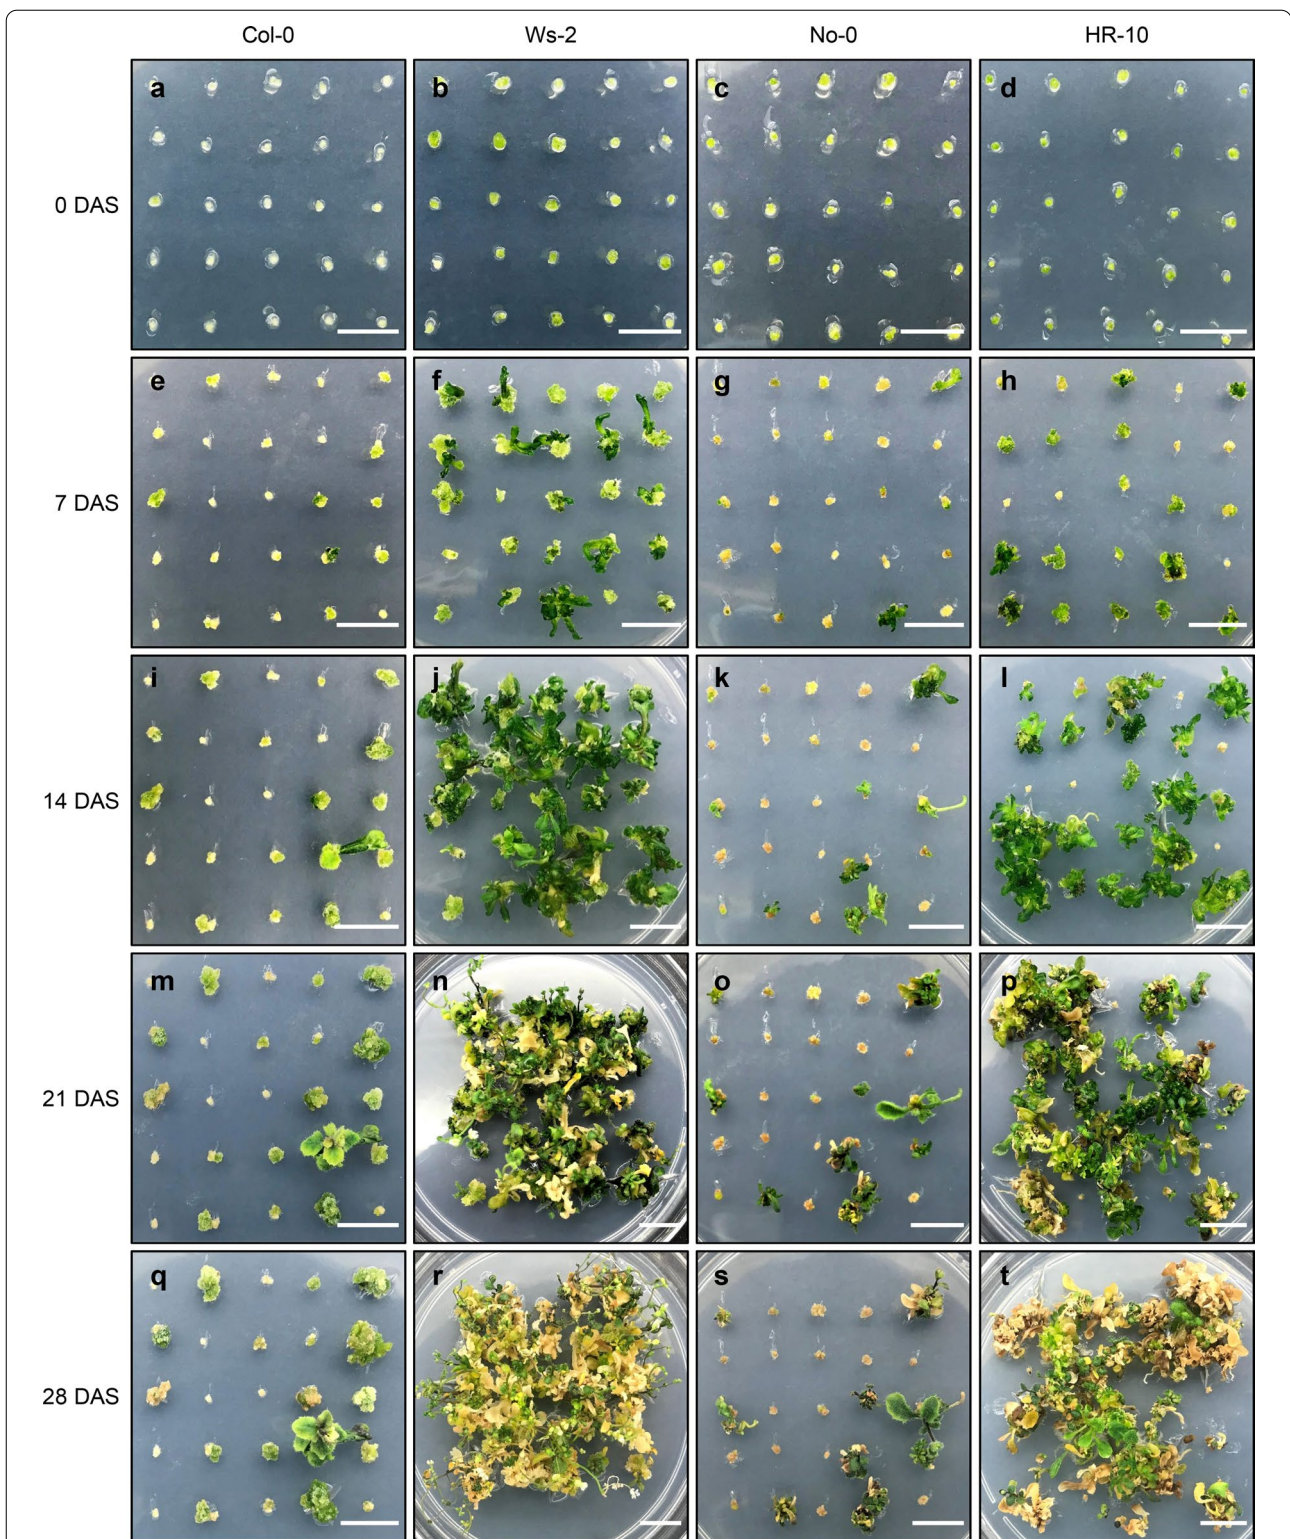 Col-0 Ws-2 No-0 HR-10
a b c d
0 DAS
e f g h
7 DAS
i j k l
14 DAS
m n o p
21 DAS
q r s t
28 DAS